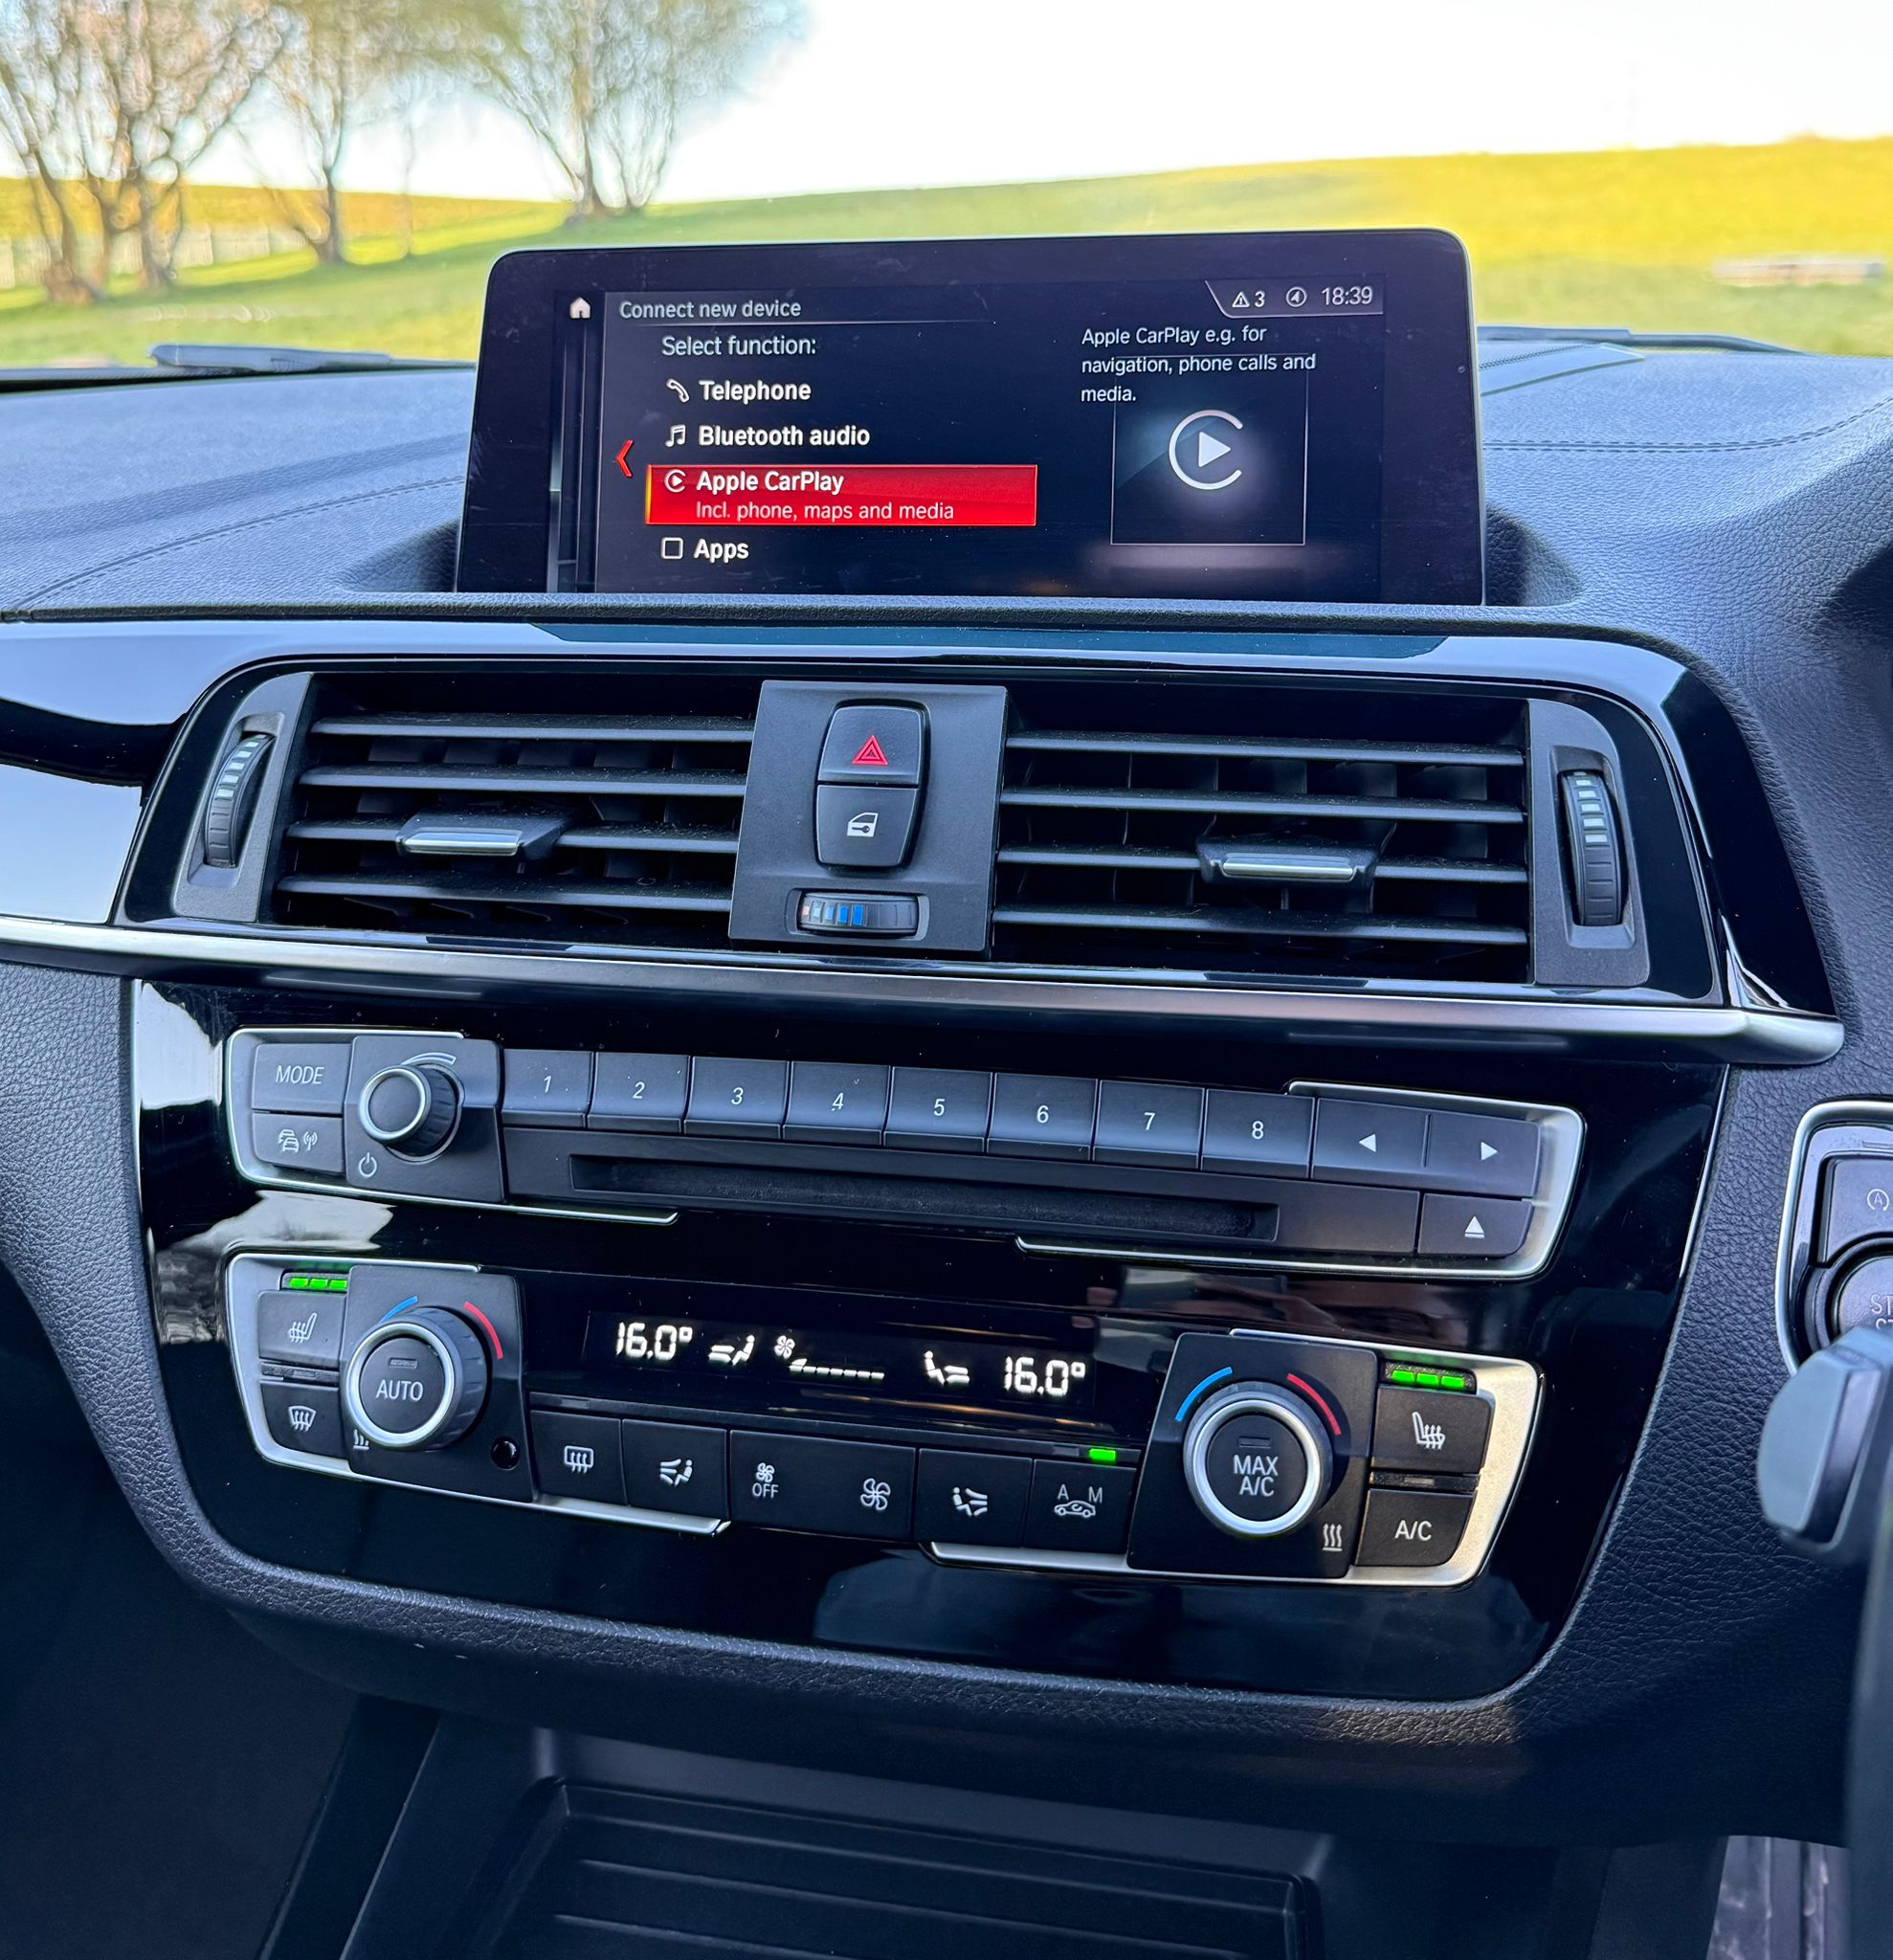 Connect new device
3 18:39
Select function:
Telephone
Bluetooth audio
Apple CarPlay
Incl. phone, maps and media
Apps
Apple CarPlay e.g. for
navigation, phone calls and
media.
MODE
1 2 3 4 5 6 7 8
A
16.0° 16.0°
AUTO
OFF
A M
MAX
A/C
A/C